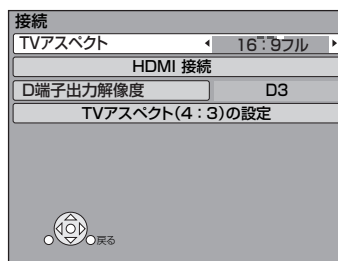 接続
TVアスペクト 16：9フル
HDMI 接続
D端子出力解像度 D3
TVアスペクト(4：3)の設定
戻る